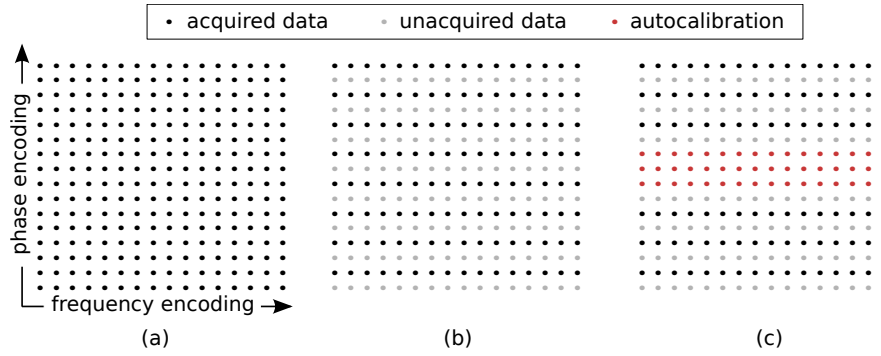 acquired data unacquired data autocalibration
phase encoding
frequency encoding
(a) (b) (c)